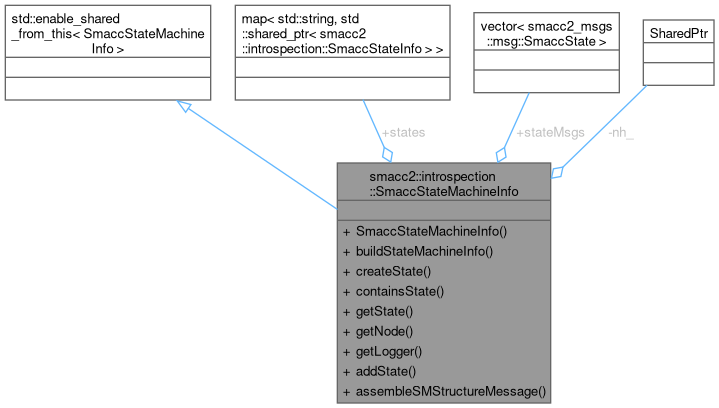 std::enable_shared
_from_this< SmaccStateMachine
Info >
map< std::string, std
::shared_ptr< smacc2
::introspection::SmaccStateInfo > >
vector< smacc2_msgs
::msg::SmaccState >
SharedPtr
+states
+stateMsgs
-nh_
smacc2::introspection
::SmaccStateMachineInfo
+ SmaccStateMachineInfo()
+ buildStateMachineInfo()
+ createState()
+ containsState()
+ getState()
+ getNode()
+ getLogger()
+ addState()
+ assembleSMStructureMessage()